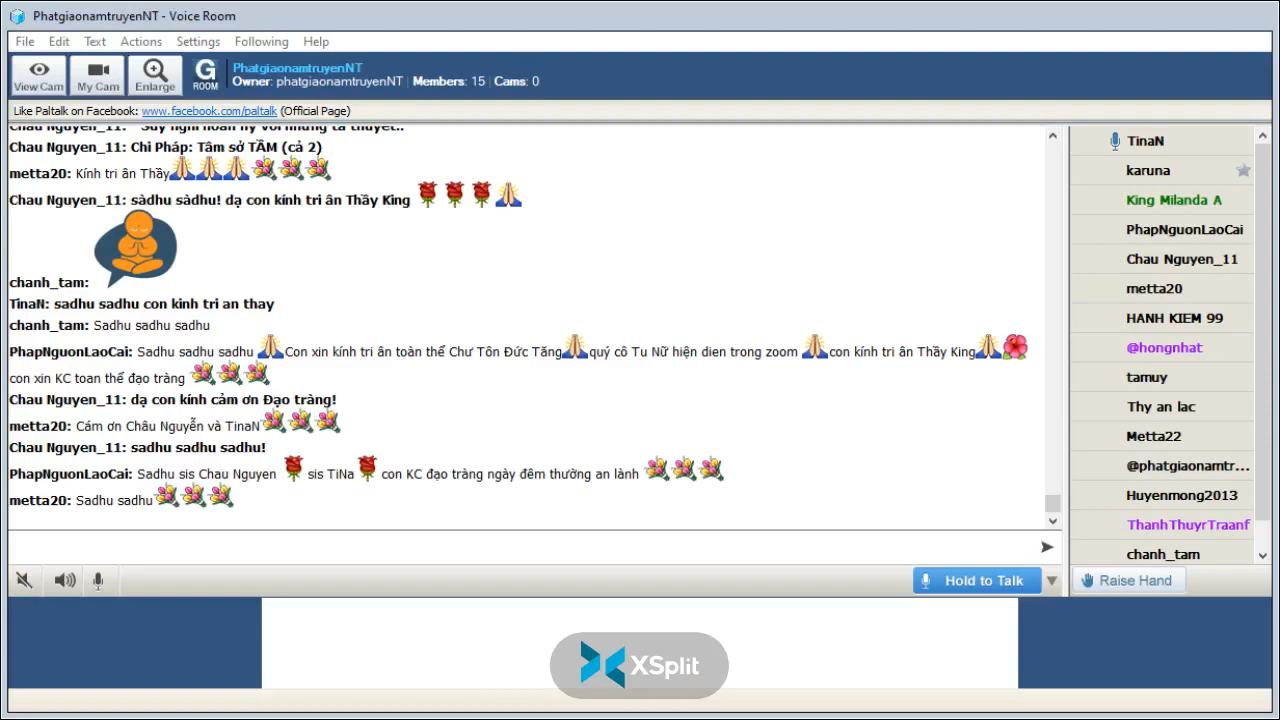 PhatgiaonamtruyenNT - Voice Room
File Edit Text Actions Settings Following Help
View Cam My Cam Enlarge G ROOM
PhatgiaonamtruyenNT
Owner: phatgiaonamtruyenNT Members: 15 Cams: 0
Like Paltalk on Facebook: www.facebook.com/paltalk (Official Page)
Chau Nguyen_11:
Chau Nguyen_11: Chi Pháp: Tâm sở TẦM (cả 2)
metta20: Kính tri ân Thầy
Chau Nguyen_11: sàdhu sàdhu! dạ con kính tri ân Thầy King
chanh_tam:
TinaN: sadhu sadhu con kinh tri an thay
chanh_tam: Sadhu sadhu sadhu
PhapNguonLaoCai: Sadhu sadhu sadhu Con xin kính tri ân toàn thể Chư Tôn Đức Tăng quý cô Tu Nữ hiện dien trong zoom con kính tri ân Thầy King
con xin KC toan thể đạo tràng
Chau Nguyen_11: dạ con kính cảm ơn Đạo tràng!
metta20: Cám ơn Châu Nguyễn và TinaN
Chau Nguyen_11: sadhu sadhu sadhu!
PhapNguonLaoCai: Sadhu sis Chau Nguyen sis TiNa con KC đạo tràng ngày đêm thường an lành
metta20: Sadhu sadhu
TinaN
karuna
King Milanda A
PhapNguonLaoCai
Chau Nguyen_11
metta20
HANH KIEM 99
@hongnhat
tamuy
Thy an lac
Metta22
@phatgiaonamtr...
Huyenmong2013
ThanhThuyrTraanf
chanh_tam
Hold to Talk
Raise Hand
XSplit